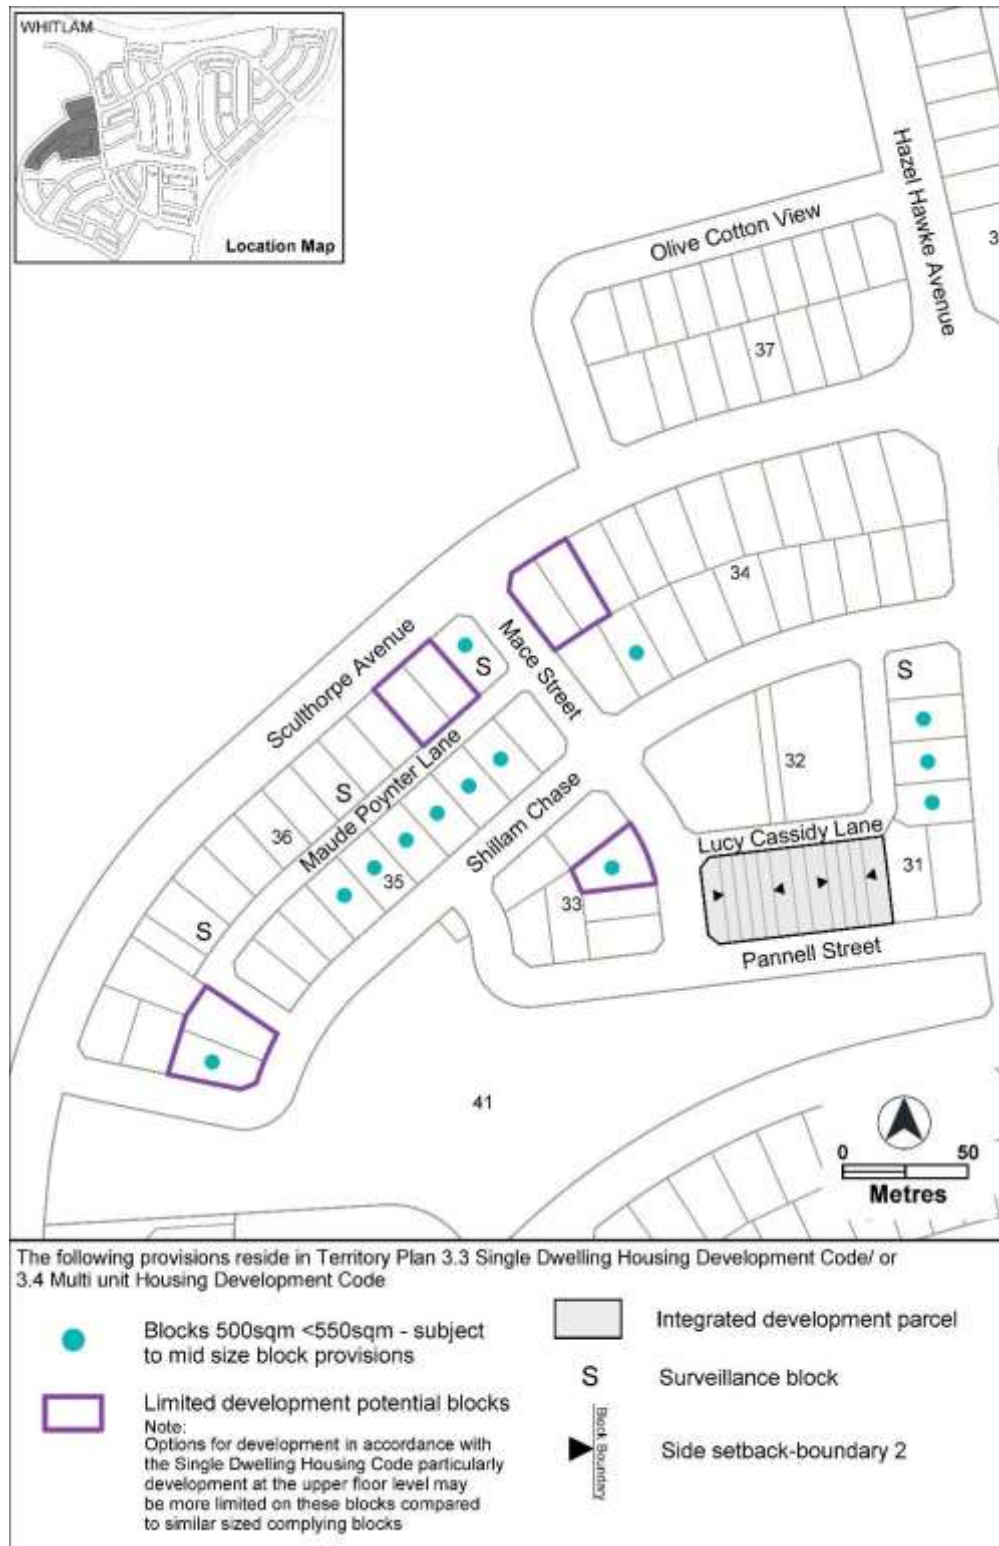 WHITLAM
Location Map
Hazel Hawke Avenue
Olive Cotton View
3
37
34
Mace Street
Sculthorpe Avenue
S
S
Maude Poynter Lane
36
S
35
Shillam Chase
32
S
Lucy Cassidy Lane
31
33
Pannell Street
41
0 50
Metres
The following provisions reside in Territory Plan 3.3 Single Dwelling Housing Development Code/ or
3.4 Multi unit Housing Development Code
Blocks 500sqm <550sqm - subject
to mid size block provisions
Limited development potential blocks
Note:
Options for development in accordance with
the Single Dwelling Housing Code particularly
development at the upper floor level may
be more limited on these blocks compared
to similar sized complying blocks
Integrated development parcel
S Surveillance block
Block Boundary
Side setback-boundary 2